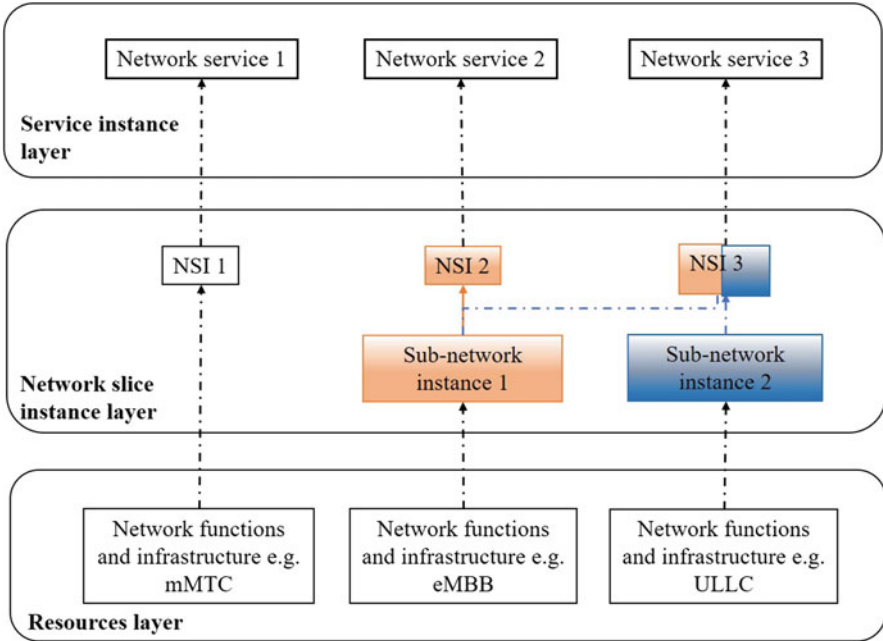 Network service 1
Network service 2
Network service 3
Service instance
layer
NSI 1
NSI 2
NSI 3
Sub-network
instance 1
Sub-network
instance 2
Network slice
instance layer
Network functions
and infrastructure e.g.
mMTC
Network functions
and infrastructure e.g.
eMBB
Network functions
and infrastructure e.g.
ULLC
Resources layer